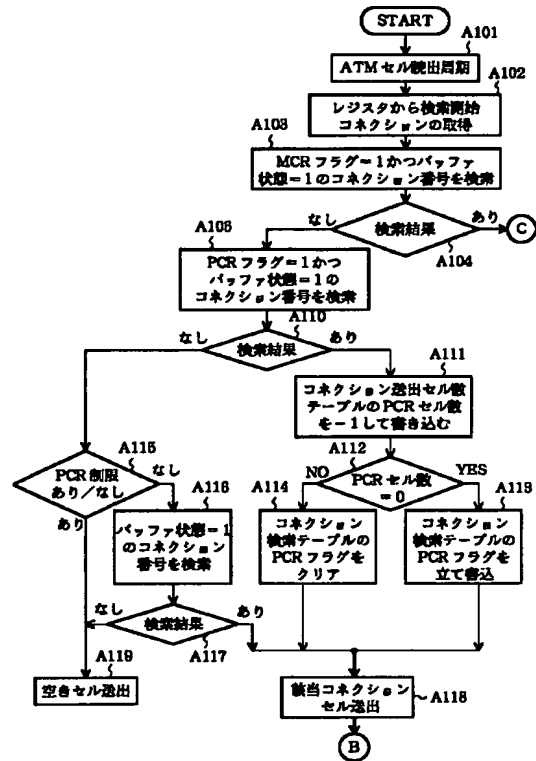 START
A101
ATMセル読出周期
A102
レジスタから検索開始
コネクションの取得
A103
MCRフラグ=1かつバッファ
状態=1のコネクション番号を検索
なし
検索結果
あり
C
A104
A105
PCRフラグ=1かつ
バッファ状態=1の
コネクション番号を検索
A110
なし
検索結果
あり
A111
コネクション送出セル数
テーブルのPCRセル数
を-1して書き込む
A112
NO
PCRセル数
=0
YES
A115
PCR制限
あり/なし
なし
あり
A116
バッファ状態=1
のコネクション
番号を検索
A114
コネクション
検索テーブルの
PCRフラグを
クリア
A113
コネクション
検索テーブルの
PCRフラグを
立て書込
なし
検索結果
あり
A117
A119
空きセル送出
該当コネクション
セル送出
A118
B